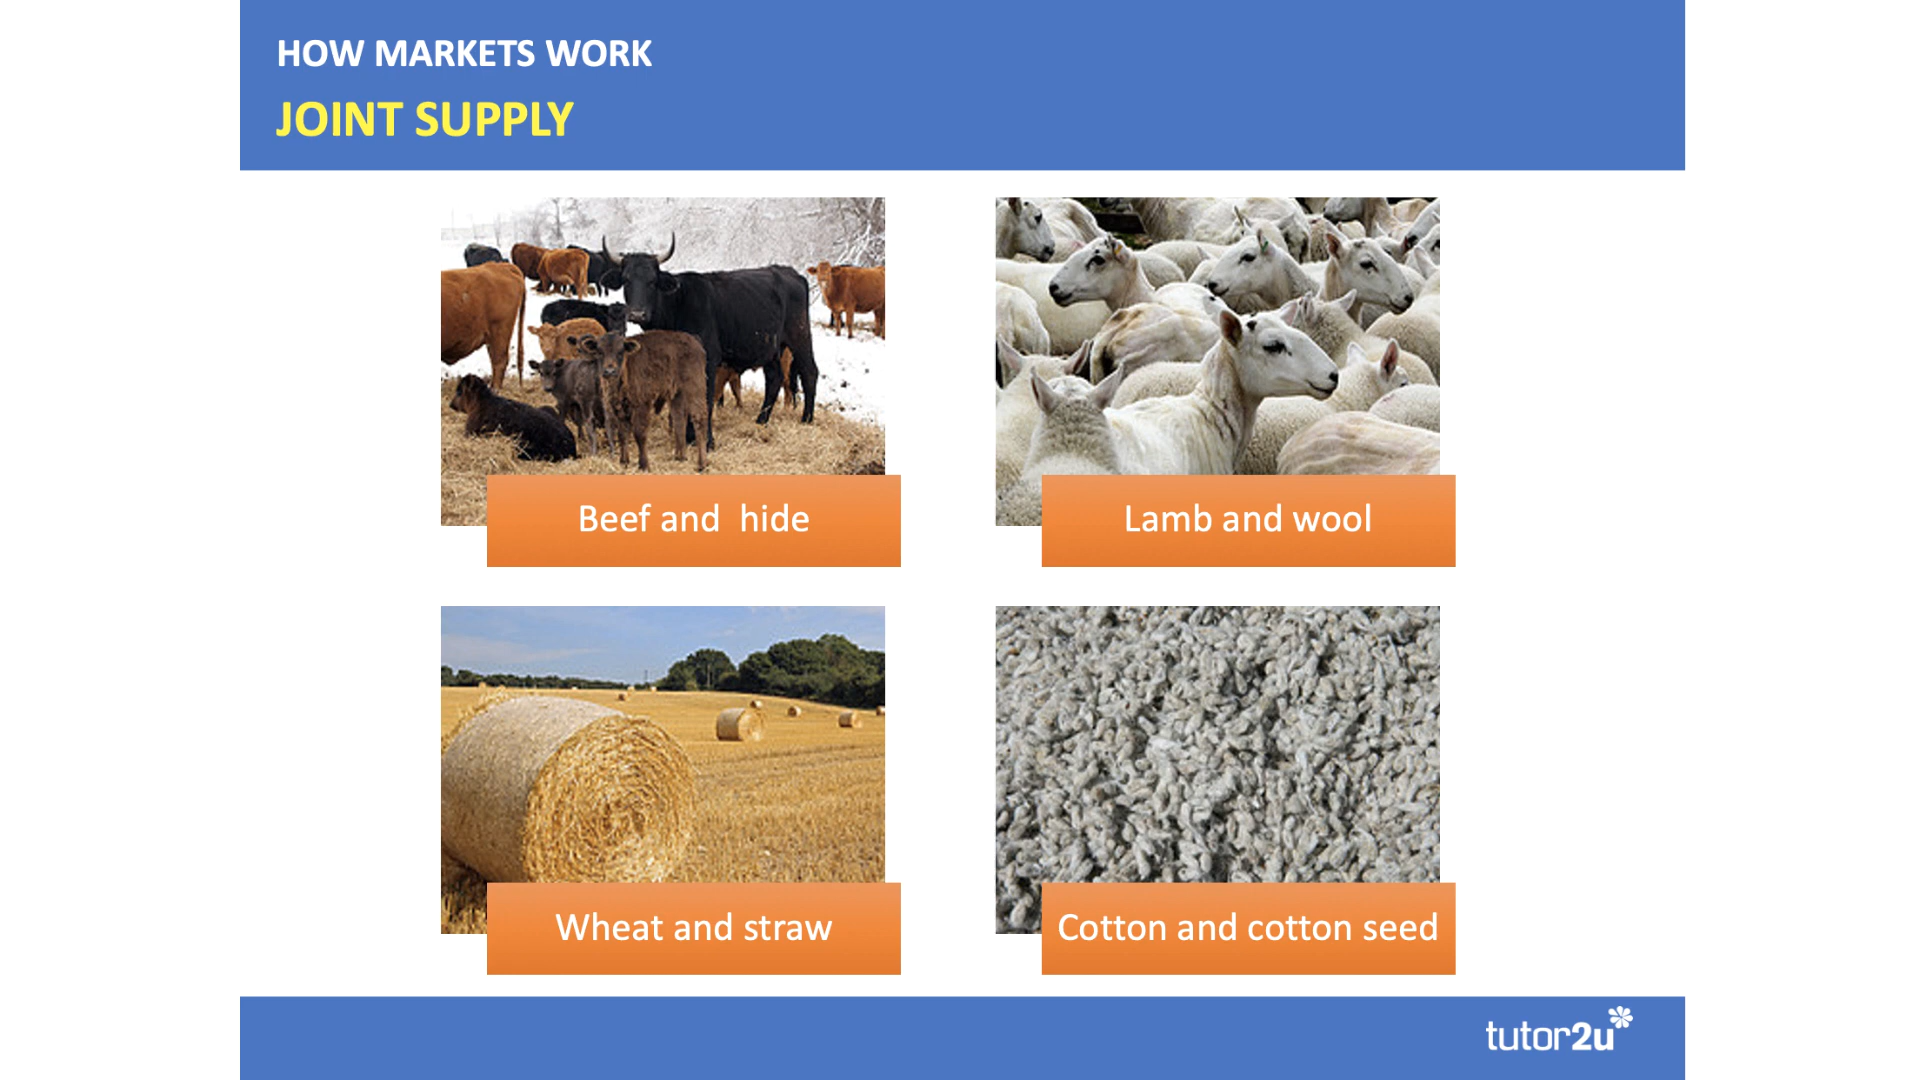 HOW MARKETS WORK
JOINT SUPPLY
Beef and  hide
Lamb and wool
Wheat and straw
Cotton and cotton seed
tutor2u